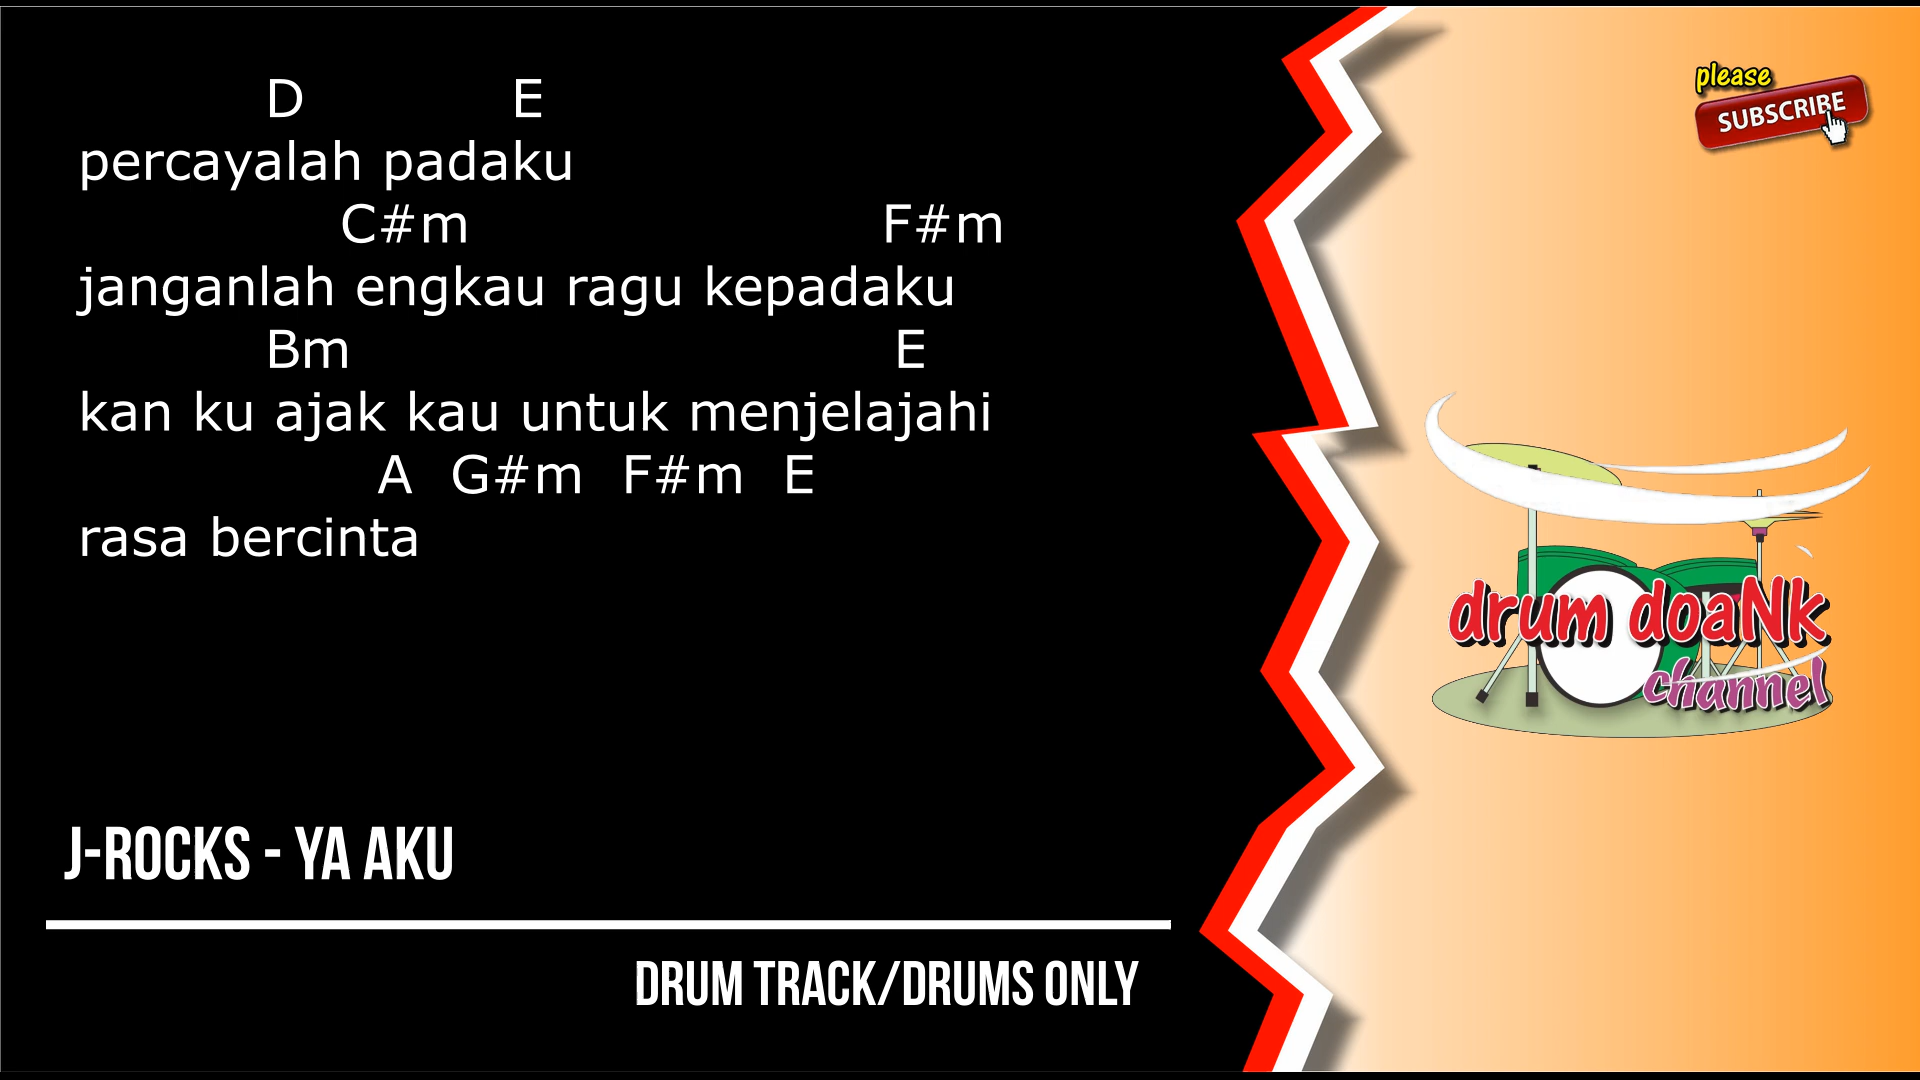 D E
percayalah padaku
C#m F#m
janganlah engkau ragu kepadaku
Bm E
kan ku ajak kau untuk menjelajahi
A G#m F#m E
rasa bercinta
J-ROCKS - YA AKU
DRUM TRACK/DRUMS ONLY
please
SUBSCRIBE
drum doaNk
channel